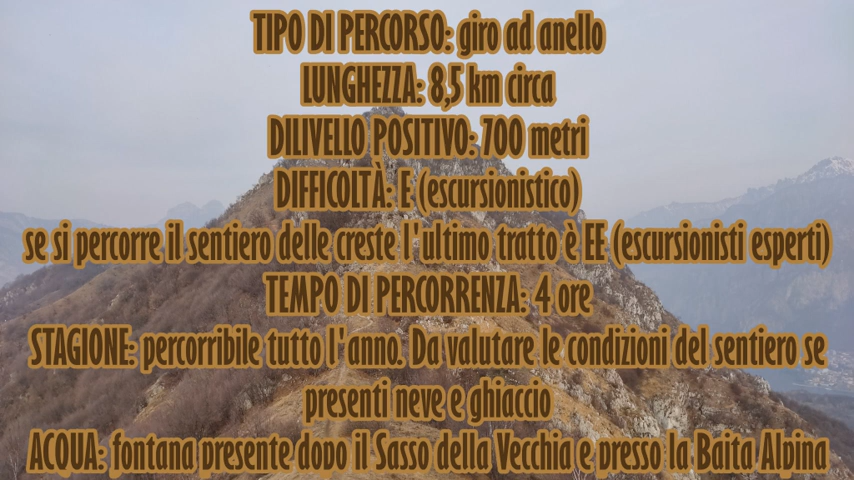 TIPO DI PERCORSO: giro ad anello
LUNGHEZZA: 8,5 km circa
DILIVELLO POSITIVO: 700 metri
DIFFICOLTÀ: E (escursionistico)
se si percorre il sentiero delle creste l'ultimo tratto è EE (escursionisti esperti)
TEMPO DI PERCORRENZA: 4 ore
STAGIONE: percorribile tutto l'anno. Da valutare le condizioni del sentiero se
presenti neve e ghiaccio
ACQUA: fontana presente dopo il Sasso della Vecchia e presso la Baita Alpina